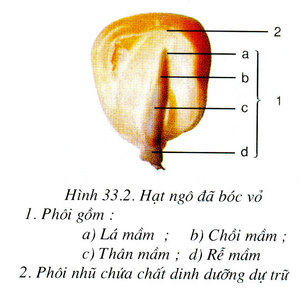 2
a
b
1
c
d
Hình 33.2. Hạt ngô đã bóc vỏ
1. Phôi gồm :
a) Lá mầm ; b) Chồi mầm ;
c) Thân mầm ; d) Rễ mầm
2. Phôi nhũ chứa chất dinh dưỡng dự trữ